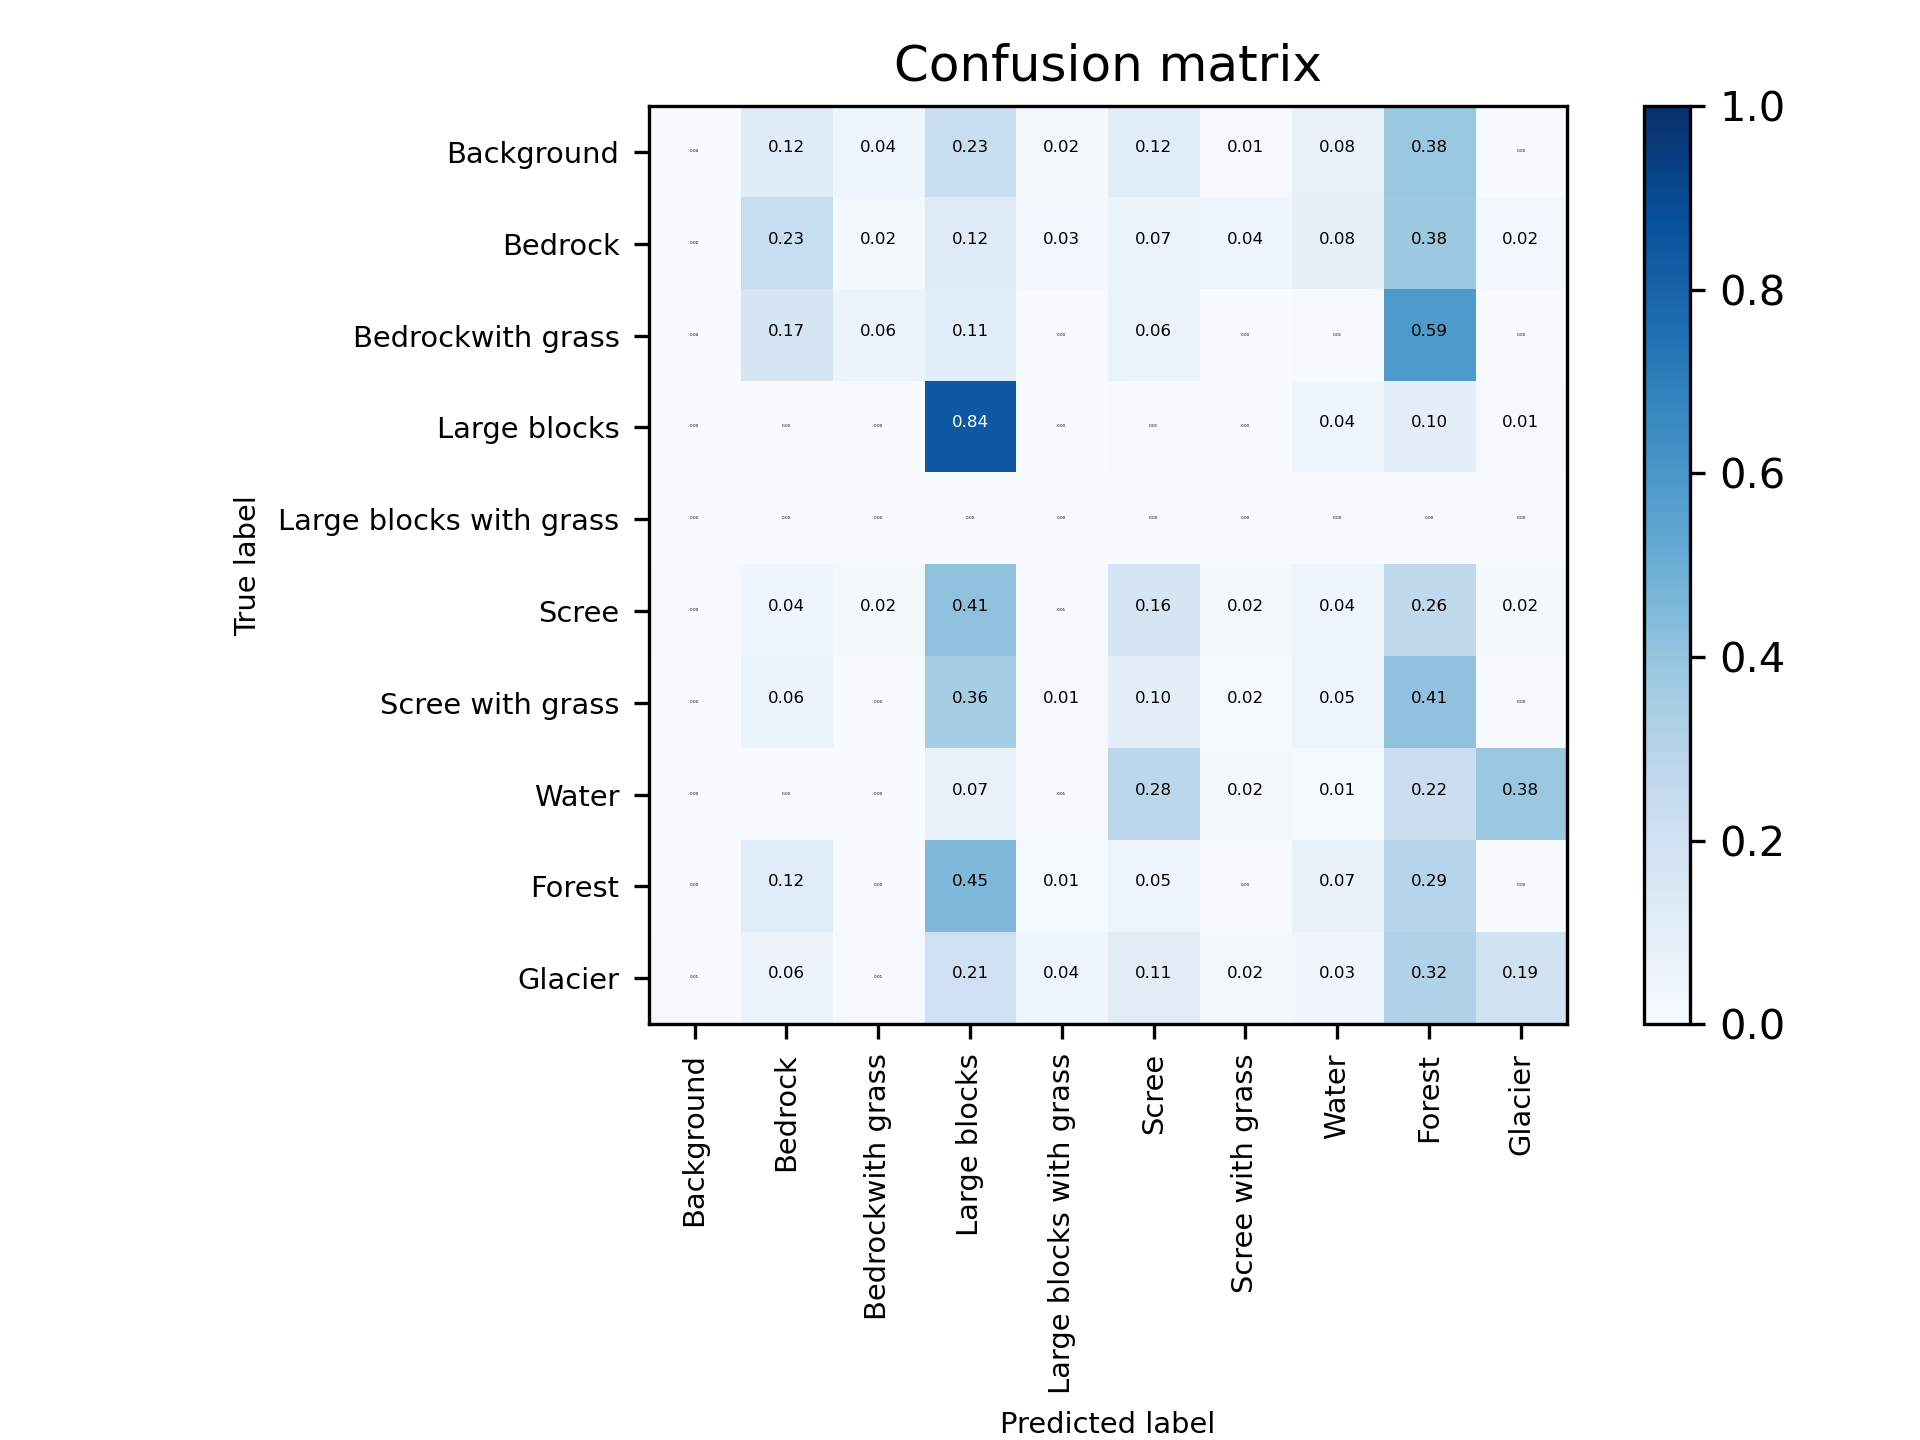 Confusion matrix
Background 0.12 0.04 0.23 0.02 0.12 0.01 0.08 0.38
Bedrock 0.23 0.02 0.12 0.03 0.07 0.04 0.08 0.38 0.02
Bedrockwith grass 0.17 0.06 0.11 0.06 0.59
Large blocks 0.84 0.04 0.10 0.01
Large blocks with grass
Scree 0.04 0.02 0.41 0.16 0.02 0.04 0.26 0.02
Scree with grass 0.06 0.36 0.01 0.10 0.02 0.05 0.41
Water 0.07 0.28 0.02 0.01 0.22 0.38
Forest 0.12 0.45 0.01 0.05 0.07 0.29
Glacier 0.06 0.21 0.04 0.11 0.02 0.03 0.32 0.19
True label
Background
Bedrock
Bedrockwith grass
Large blocks
Large blocks with grass
Scree
Scree with grass
Water
Forest
Glacier
Predicted label
1.0
0.8
0.6
0.4
0.2
0.0